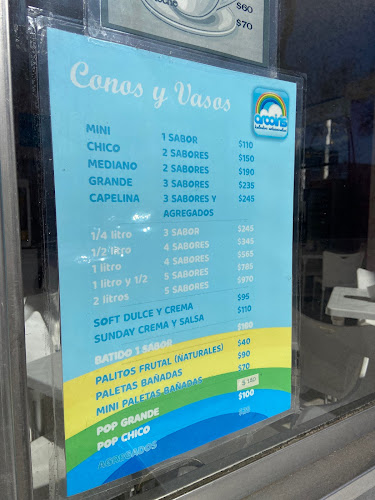 $60
$70
Conos y Vasos
arcoiris
MINI 1 SABOR $110
CHICO 2 SABORES $150
MEDIANO 2 SABORES $190
GRANDE 3 SABORES $235
CAPELINA 3 SABORES Y $245
AGREGADOS
1/4 litro 3 SABOR $245
1/2 litro 4 SABORES $345
1 litro 4 SABORES $565
1 litro y 1/2 5 SABORES $785
2 litros 5 SABORES $970
SOFT DULCE Y CREMA $95
SUNDAY CREMA Y SALSA $110
BATIDO 1 SABOR $160
PALITOS FRUTAL (NATURALES) $40
PALETAS BAÑADAS $90
MINI PALETAS BAÑADAS $70
POP GRANDE
POP CHICO $100
AGREGADOS